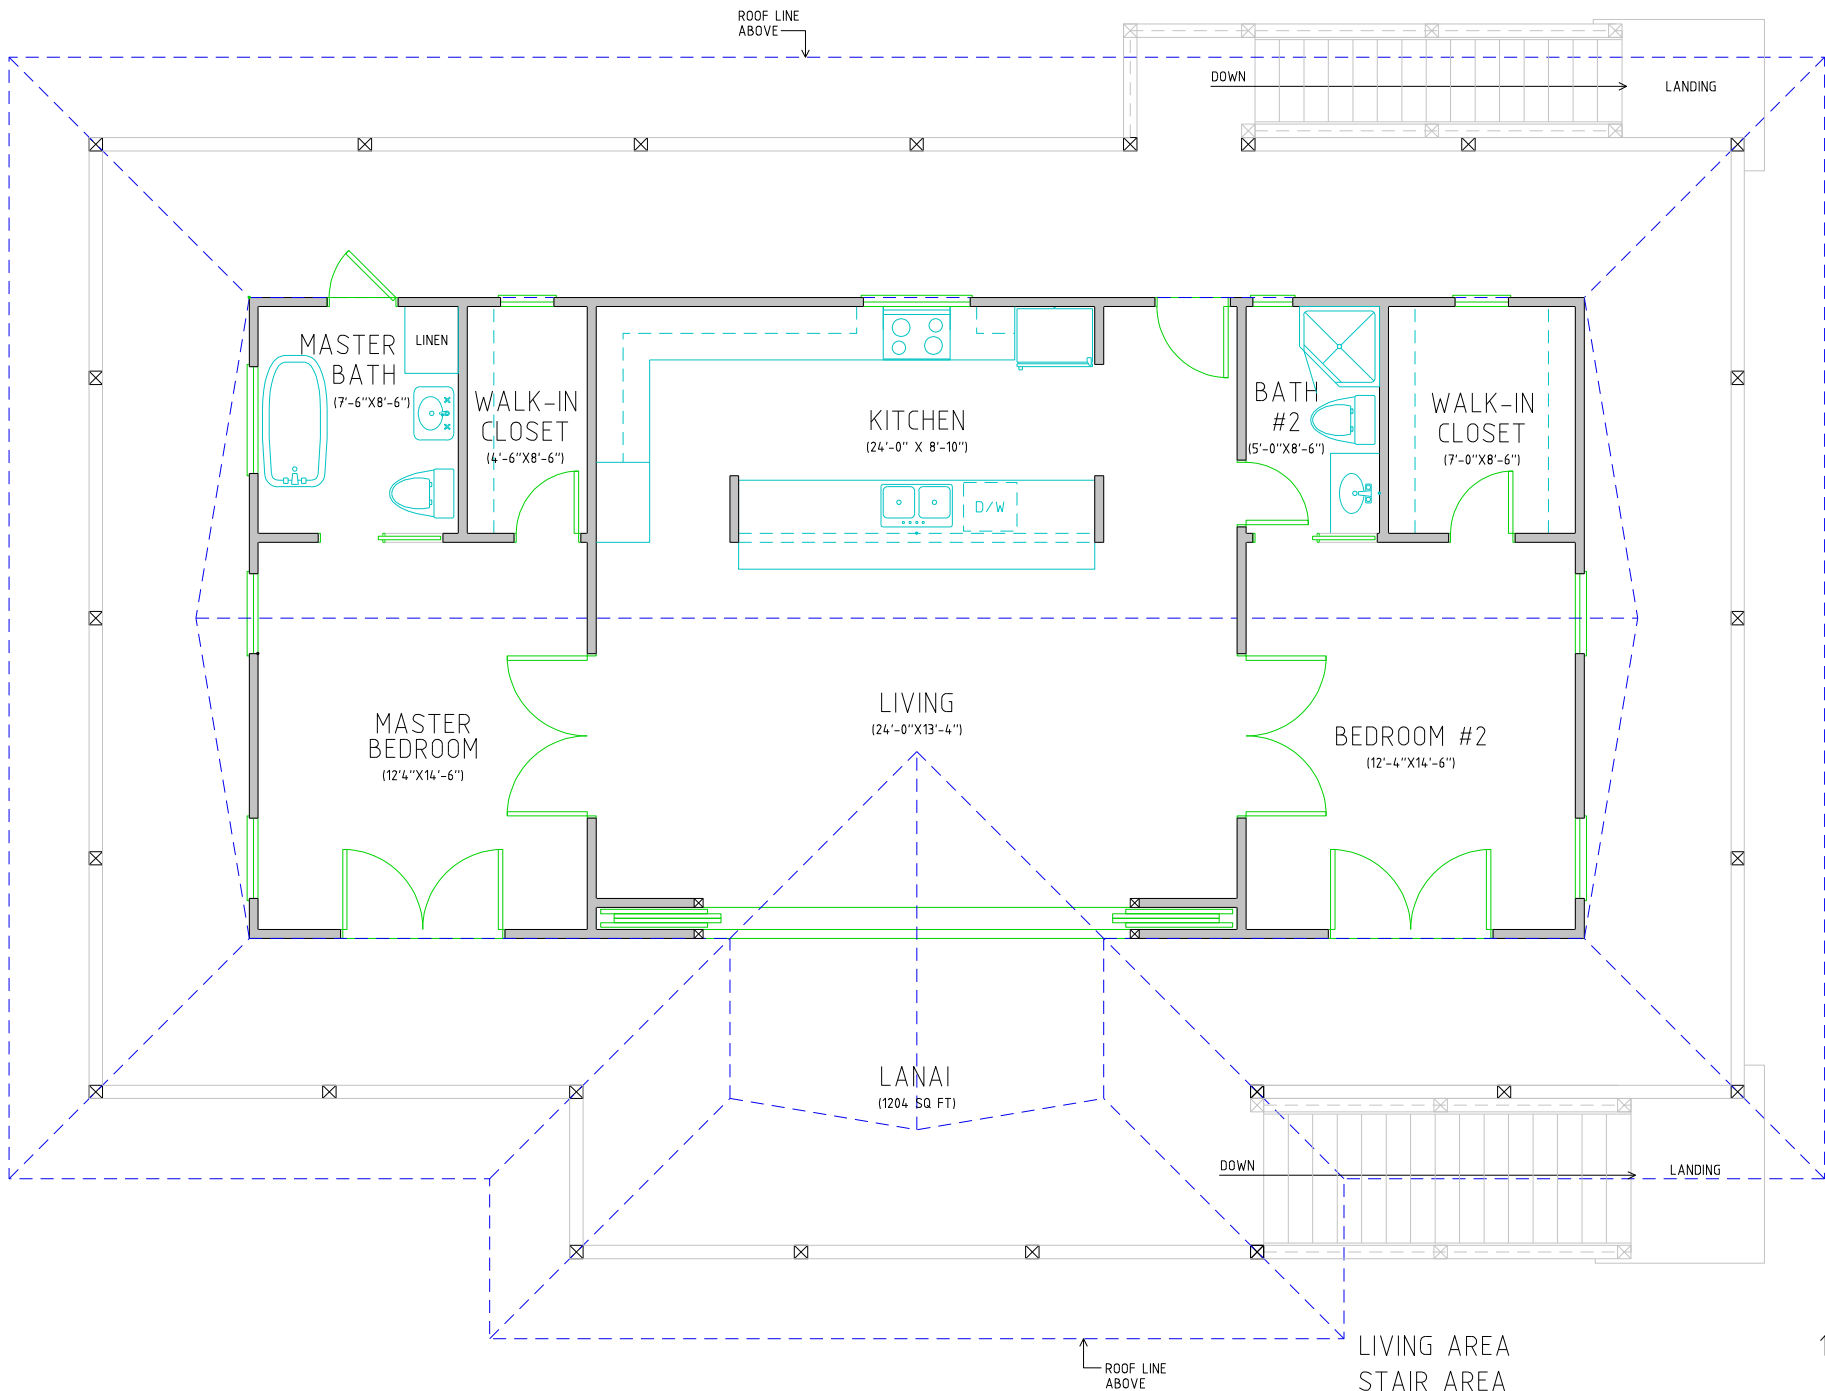 ROOF LINE
ABOVE
DOWN
LANDING
MASTER
BATH
(7'-6"X8'-6")
LINEN
WALK-IN
CLOSET
(4'-6"X8'-6")
KITCHEN
(24'-0" X 8'-10")
D/W
BATH
#2
(5'-0"X8'-6")
WALK-IN
CLOSET
(7'-0"X8'-6")
MASTER
BEDROOM
(12'4"X14'-6")
LIVING
(24'-0"X13'-4")
BEDROOM #2
(12'-4"X14'-6")
LANAI
(1204 SQ FT)
DOWN
LANDING
ROOF LINE
ABOVE
LIVING AREA
STAIR AREA